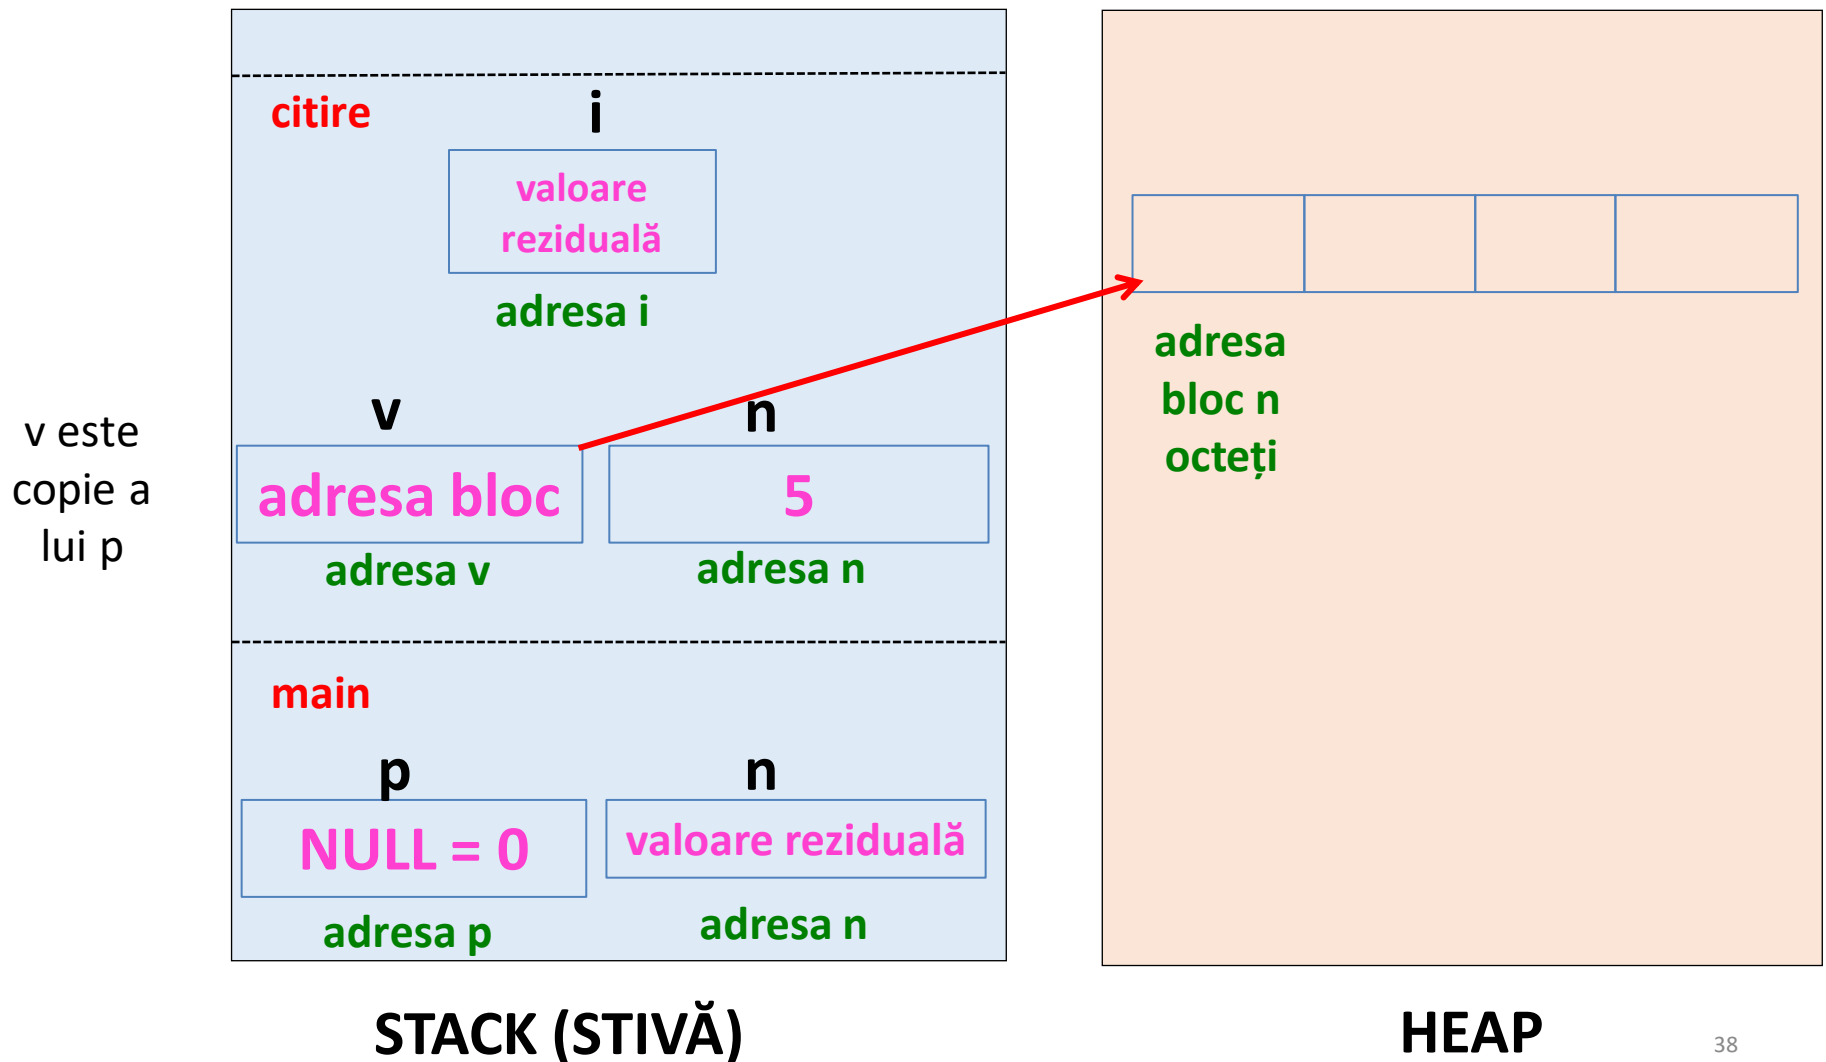 citire
i
valoare
reziduală
adresa i
v este
copie a
lui p
v
n
adresa bloc
5
adresa v
adresa n
main
p
n
NULL = 0
valoare reziduală
adresa p
adresa n
STACK (STIVĂ)
adresa
bloc n
octeți
HEAP
38